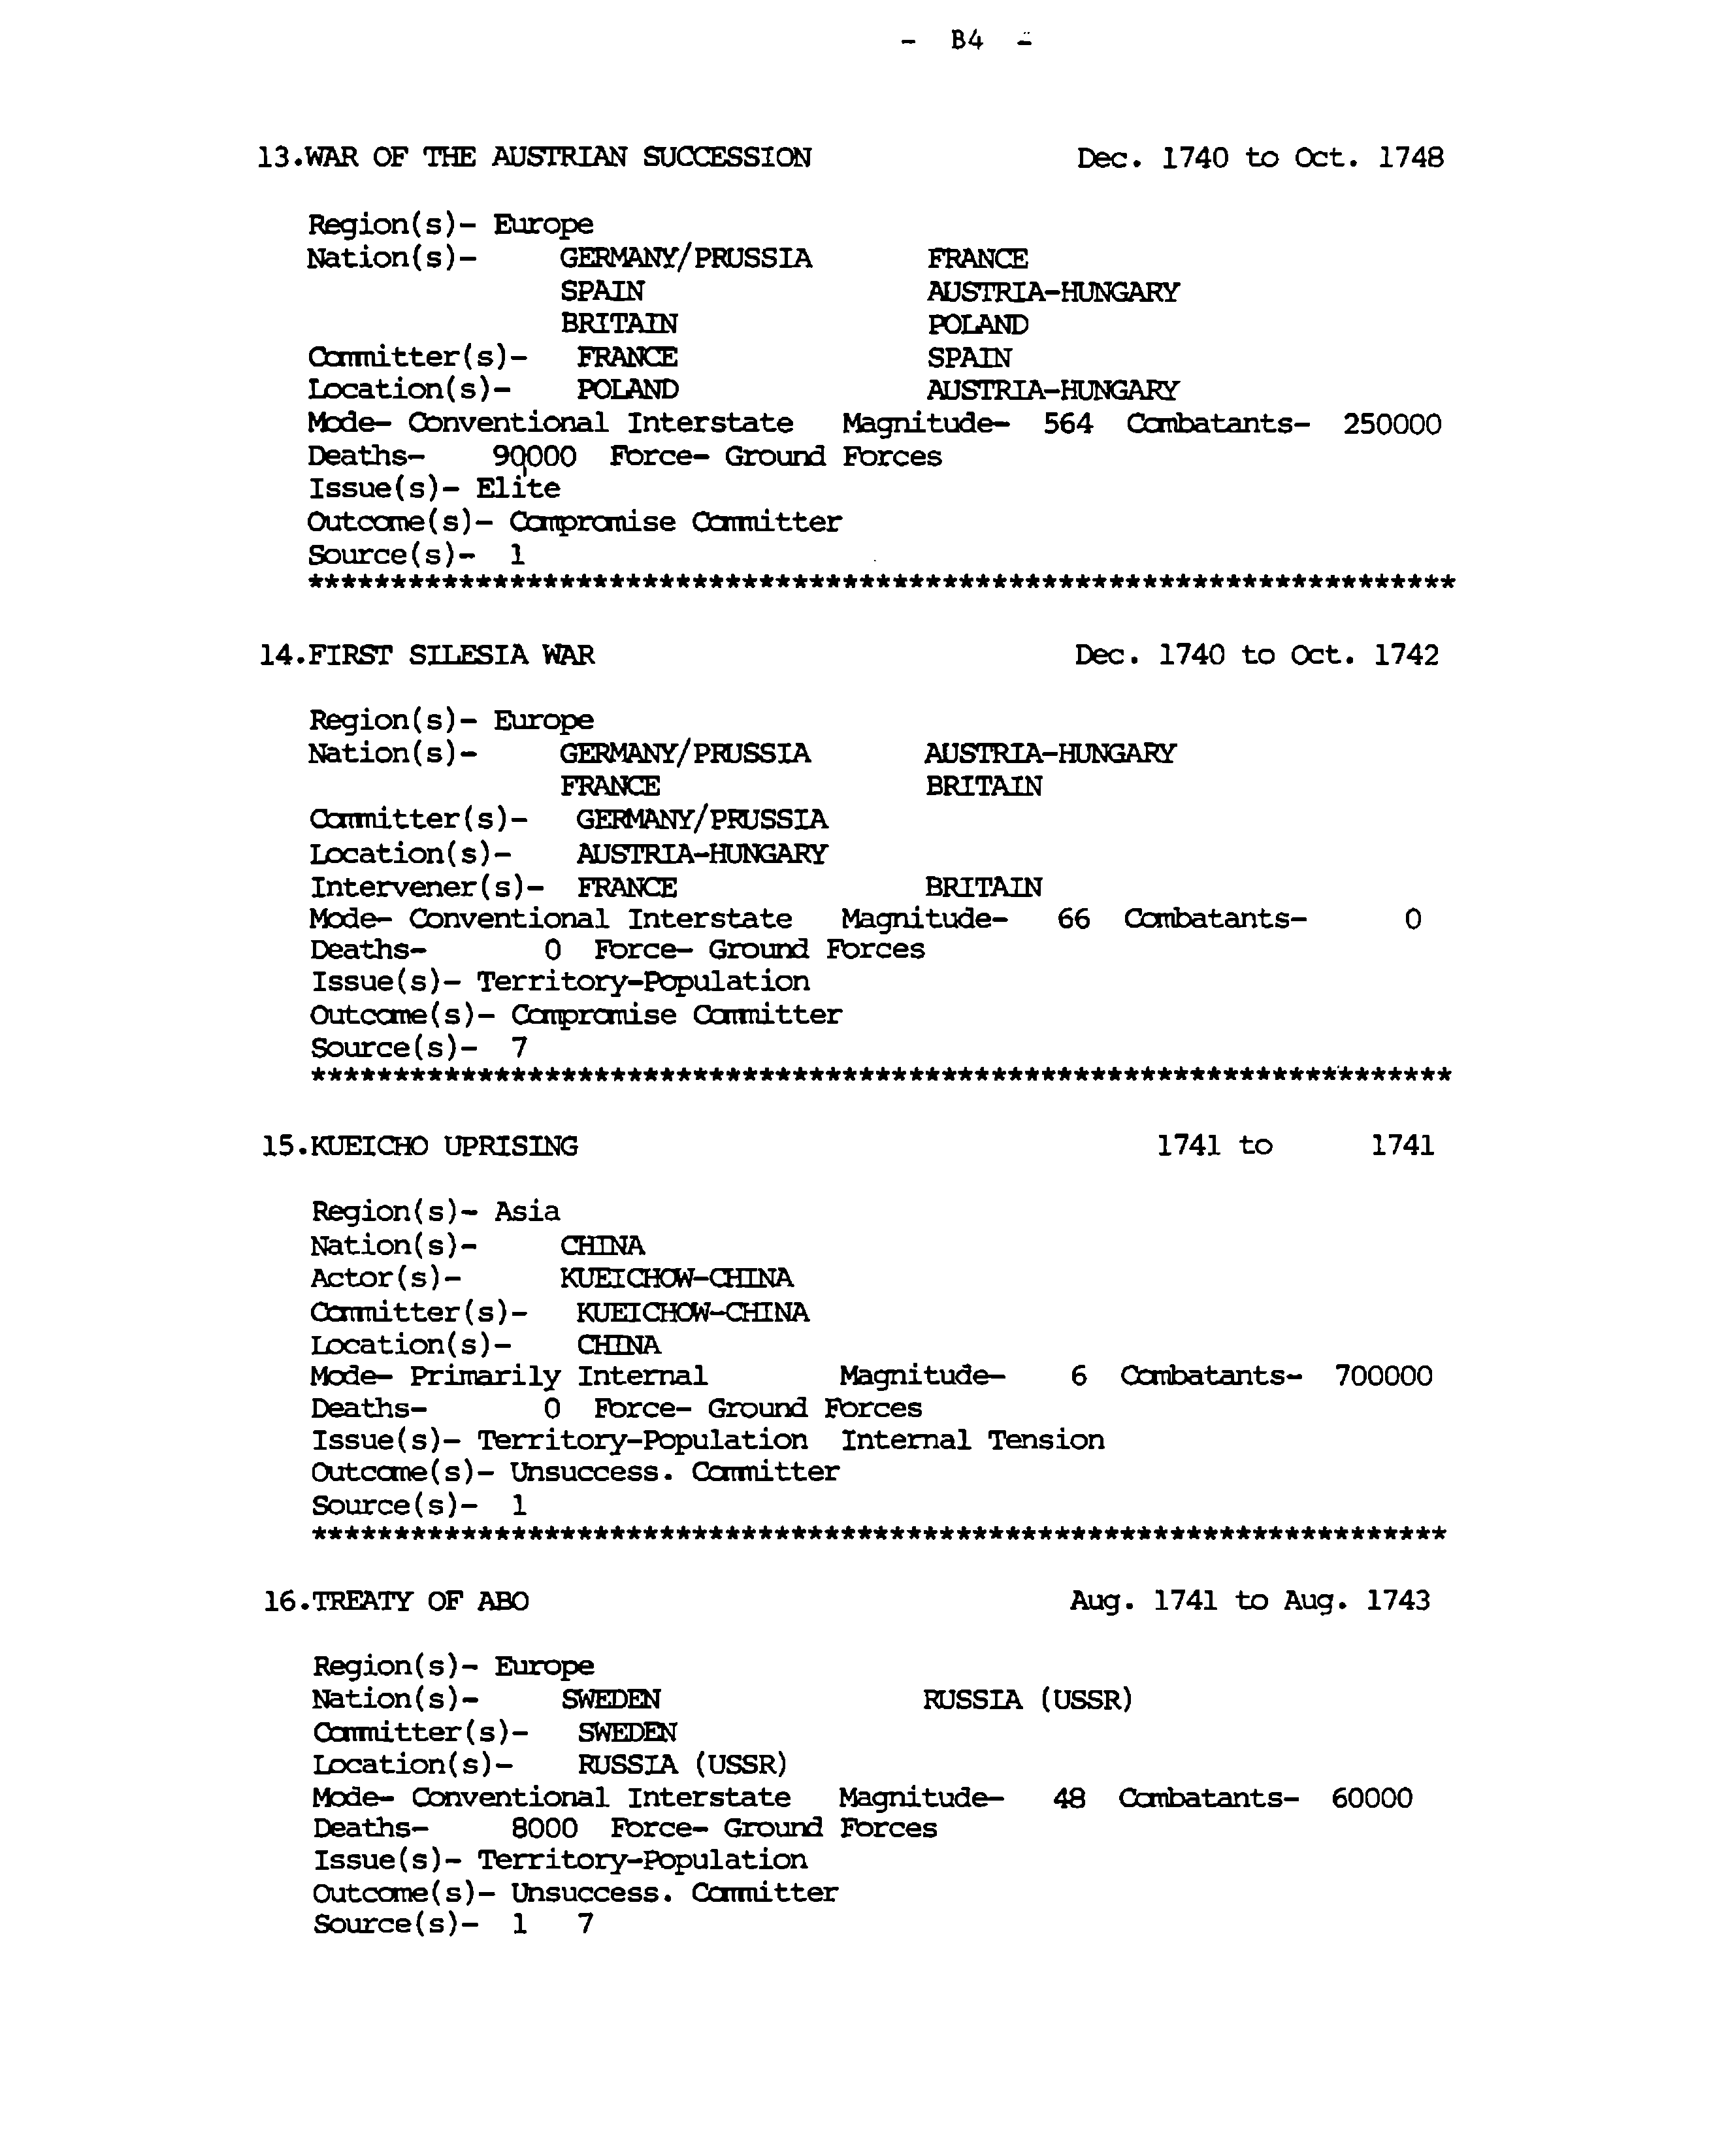 - B4 -
13.WAR OF THE AUSTRIAN SUCCESSION Dec. 1740 to Oct. 1748
Region(s)- Europe
Nation(s)- GERMANY/PRUSSIA FRANCE
SPAIN AUSTRIA-HUNGARY
BRITAIN POLAND
Committer(s)- FRANCE SPAIN
Location(s)- POLAND AUSTRIA-HUNGARY
Mode- Conventional Interstate Magnitude- 564 Combatants- 250000
Deaths- 90000 Force- Ground Forces
Issue(s)- Elite
Outcome(s)- Compromise Committer
Source(s)- 1
*********************************************************************
14.FIRST SILESIA WAR Dec. 1740 to Oct. 1742
Region(s)- Europe
Nation(s)- GERMANY/PRUSSIA AUSTRIA-HUNGARY
FRANCE BRITAIN
Committer(s)- GERMANY/PRUSSIA
Location(s)- AUSTRIA-HUNGARY
Intervener(s)- FRANCE BRITAIN
Mode- Conventional Interstate Magnitude- 66 Combatants- 0
Deaths- 0 Force- Ground Forces
Issue(s)- Territory-Population
Outcome(s)- Compromise Committer
Source(s)- 7
*********************************************************************
15.KUEICHO UPRISING 1741 to 1741
Region(s)- Asia
Nation(s)- CHINA
Actor(s)- KUEICHOW-CHINA
Committer(s)- KUEICHOW-CHINA
Location(s)- CHINA
Mode- Primarily Internal Magnitude- 6 Combatants- 700000
Deaths- 0 Force- Ground Forces
Issue(s)- Territory-Population Internal Tension
Outcome(s)- Unsuccess. Committer
Source(s)- 1
*********************************************************************
16.TREATY OF ABO Aug. 1741 to Aug. 1743
Region(s)- Europe
Nation(s)- SWEDEN RUSSIA (USSR)
Committer(s)- SWEDEN
Location(s)- RUSSIA (USSR)
Mode- Conventional Interstate Magnitude- 48 Combatants- 60000
Deaths- 8000 Force- Ground Forces
Issue(s)- Territory-Population
Outcome(s)- Unsuccess. Committer
Source(s)- 1 7